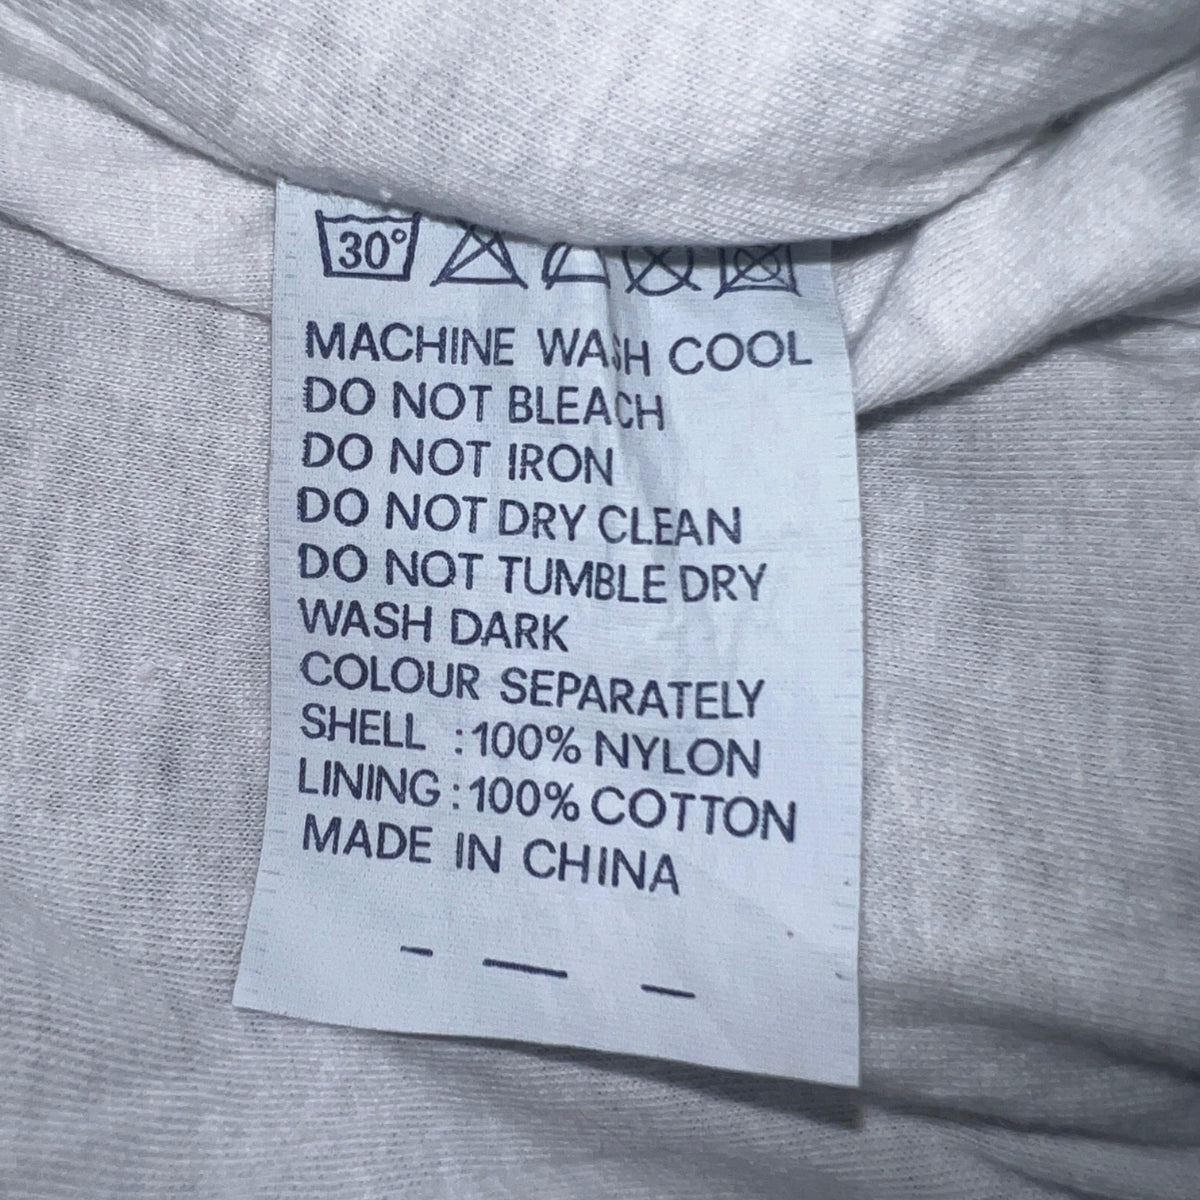 30°
MACHINE WASH COOL
DO NOT BLEACH
DO NOT IRON
DO NOT DRY CLEAN
DO NOT TUMBLE DRY
WASH DARK
COLOUR SEPARATELY
SHELL :100% NYLON
LINING:100% COTTON
MADE IN CHINA